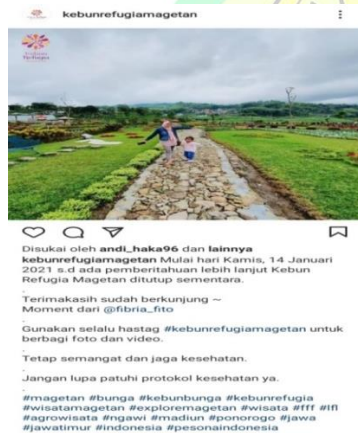 kebunrefugiamagetan
Refugia
Disukai oleh andi_haka96 dan lainnya
kebunrefugiamagetan Mulai hari Kamis, 14 Januari
2021 s.d ada pemberitahuan lebih lanjut Kebun
Refugia Magetan ditutup sementara.
.
Terimakasih sudah berkunjung ~
Moment dari @fibria_fito
.
Gunakan selalu hastag #kebunrefugiamagetan untuk
berbagi foto dan video.
.
Tetap semangat dan jaga kesehatan.
.
Jangan lupa patuhi protokol kesehatan ya.
.
#magetan #bunga #kebunbunga #kebunrefugia
#wisatamagetan #exploremagetan #wisata #fff #lfl
#agrowisata #ngawi #madiun #ponorogo #jawa
#jawatimur #indonesia #pesonaindonesia